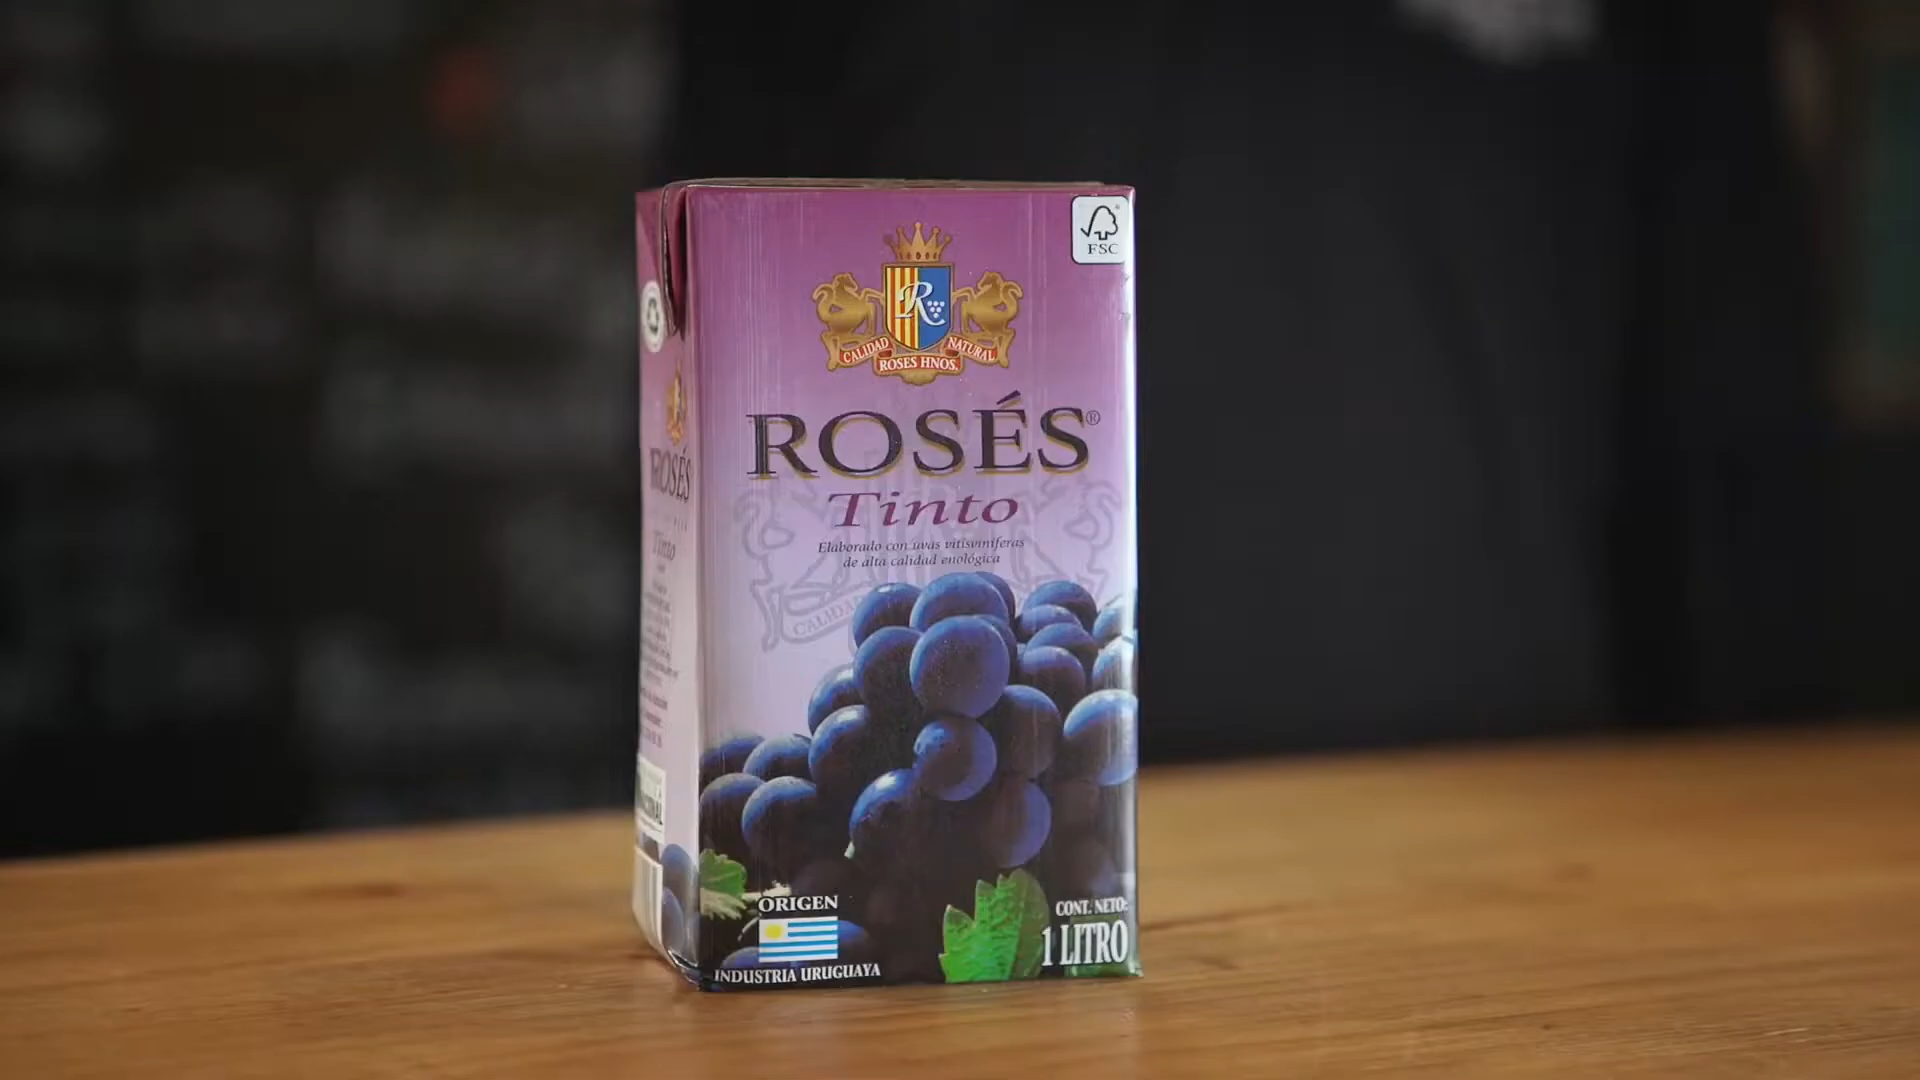 FSC
R
CALIDAD NATURAL
ROSES HNOS.
ROSÉS®
Tinto
Elaborado con uvas vitisviníferas
de alta calidad enológica
CALIDAD
ORIGEN
INDUSTRIA URUGUAYA
CONT. NETO:
1 LITRO
ROSÉS
Tinto